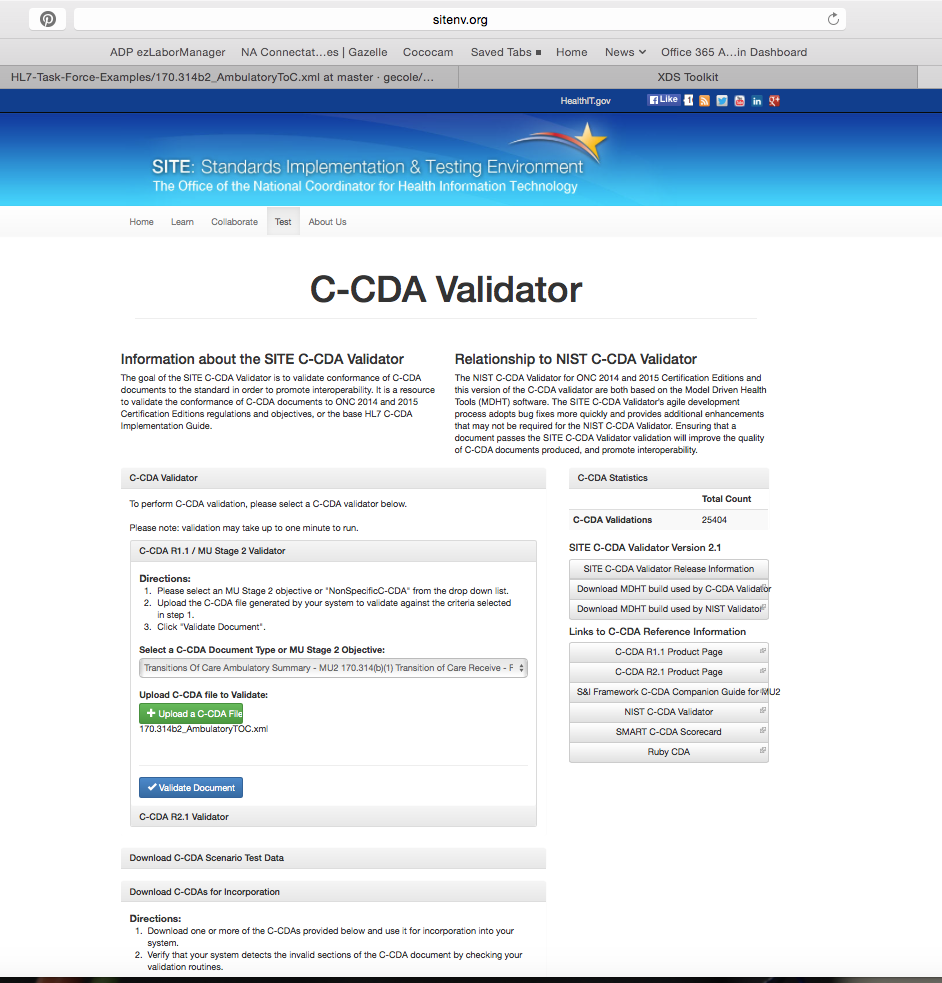 sitenv.org
ADP ezLaborManager NA Connectat...es | Gazelle Cococam Saved Tabs Home News Office 365 A...in Dashboard
HL7-Task-Force-Examples/170.314b2_AmbulatoryToC.xml at master · gecole/... XDS Toolkit
HealthIT.gov Like
SITE: Standards Implementation & Testing Environment
The Office of the National Coordinator for Health Information Technology
Home Learn Collaborate Test About Us
C-CDA Validator
Information about the SITE C-CDA Validator
The goal of the SITE C-CDA Validator is to validate conformance of C-CDA
documents to the standard in order to promote interoperability. It is a resource
to validate the conformance of C-CDA documents to ONC 2014 and 2015
Certification Editions regulations and objectives, or the base HL7 C-CDA
Implementation Guide.
Relationship to NIST C-CDA Validator
The NIST C-CDA Validator for ONC 2014 and 2015 Certification Editions and
this version of the C-CDA validator are both based on the Model Driven Health
Tools (MDHT) software. The SITE C-CDA Validator's agile development
process adopts bug fixes more quickly and provides additional enhancements
that may not be required for the NIST C-CDA Validator. Ensuring that a
document passes the SITE C-CDA Validator validation will improve the quality
of C-CDA documents produced, and promote interoperability.
C-CDA Validator
To perform C-CDA validation, please select a C-CDA validator below.
Please note: validation may take up to one minute to run.
C-CDA R1.1 / MU Stage 2 Validator
Directions:
1. Please select an MU Stage 2 objective or "NonSpecificC-CDA" from the drop down list.
2. Upload the C-CDA file generated by your system to validate against the criteria selected
in step 1.
3. Click "Validate Document".
Select a C-CDA Document Type or MU Stage 2 Objective:
Transitions Of Care Ambulatory Summary - MU2 170.314(b)(1) Transition of Care Receive - F
Upload C-CDA file to Validate:
Upload a C-CDA File
170.314b2_AmbulatoryTOC.xml
Validate Document
C-CDA R2.1 Validator
Download C-CDA Scenario Test Data
Download C-CDAs for Incorporation
Directions:
1. Download one or more of the C-CDAs provided below and use it for incorporation into your
system.
2. Verify that your system detects the invalid sections of the C-CDA document by checking your
validation routines.
C-CDA Statistics
Total Count
C-CDA Validations 25404
SITE C-CDA Validator Version 2.1
SITE C-CDA Validator Release Information
Download MDHT build used by C-CDA Validator
Download MDHT build used by NIST Validator
Links to C-CDA Reference Information
C-CDA R1.1 Product Page
C-CDA R2.1 Product Page
S&I Framework C-CDA Companion Guide for MU2
NIST C-CDA Validator
SMART C-CDA Scorecard
Ruby CDA